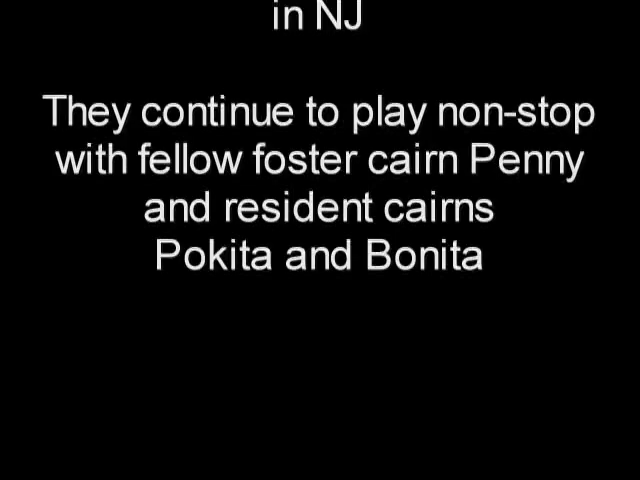 in NJ
They continue to play non-stop
with fellow foster cairn Penny
and resident cairns
Pokita and Bonita